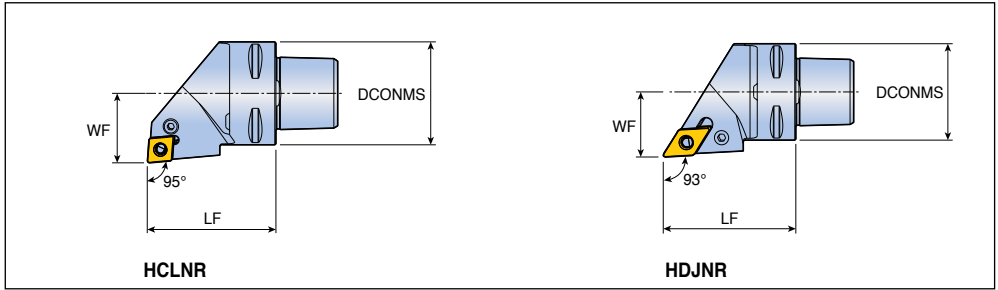 DCONMS
WF
95°
LF
HCLNR
DCONMS
WF
93°
LF
HDJNR